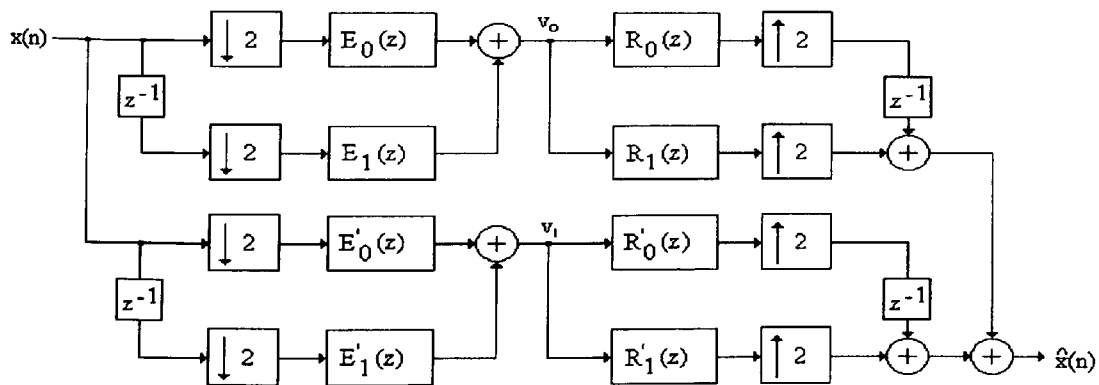 x(n) ↓ 2 E₀(z) + v₀ R₀(z) ↑ 2
z⁻¹ z⁻¹
↓ 2 E₁(z) R₁(z) ↑ 2 +
↓ 2 E'₀(z) + v₁ R'₀(z) ↑ 2
z⁻¹ z⁻¹
↓ 2 E'₁(z) R'₁(z) ↑ 2 + + x̂(n)